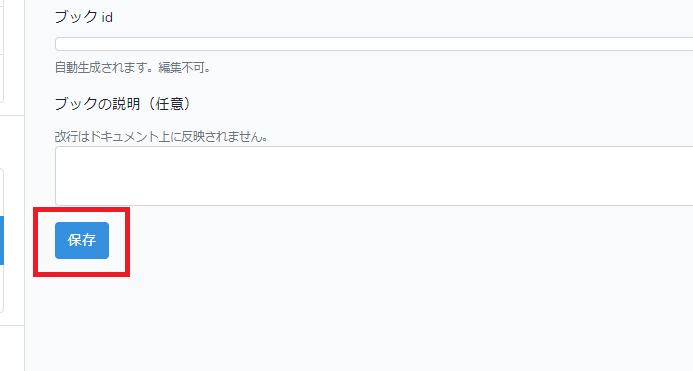 ブック id
自動生成されます。編集不可。
ブックの説明（任意）
改行はドキュメント上に反映されません。
保存